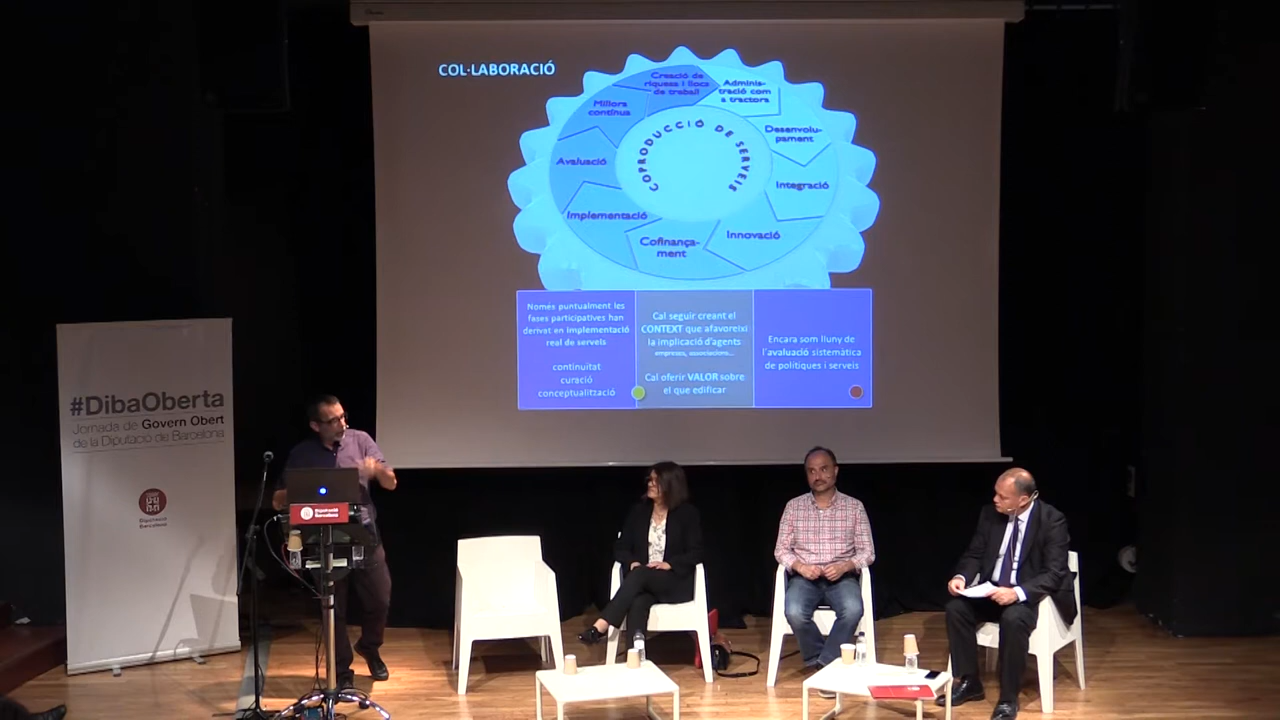 COL·LABORACIÓ
Creació de
riquesa i llocs
de treball
Adminis-
tració com
a tractora
Desenvolu-
pament
Integració
Innovació
Cofinança-
ment
Implementació
Avaluació
Millora
contínua
COPRODUCCIÓ DE SERVEIS
Només puntualment les
fases participatives han
derivat en implementació
real de serveis
continuïtat
curació
conceptualització
Cal seguir creant el
CONTEXT que afavoreixi
la implicació d'agents
empreses, associacions...
Cal oferir VALOR sobre
el que edificar
Encara som lluny de
l'avaluació sistemàtica
de polítiques i serveis
#DibaOberta
Jornada de Govern Obert
de la Diputació de Barcelona
Diputació
Barcelona
Diputació
Barcelona